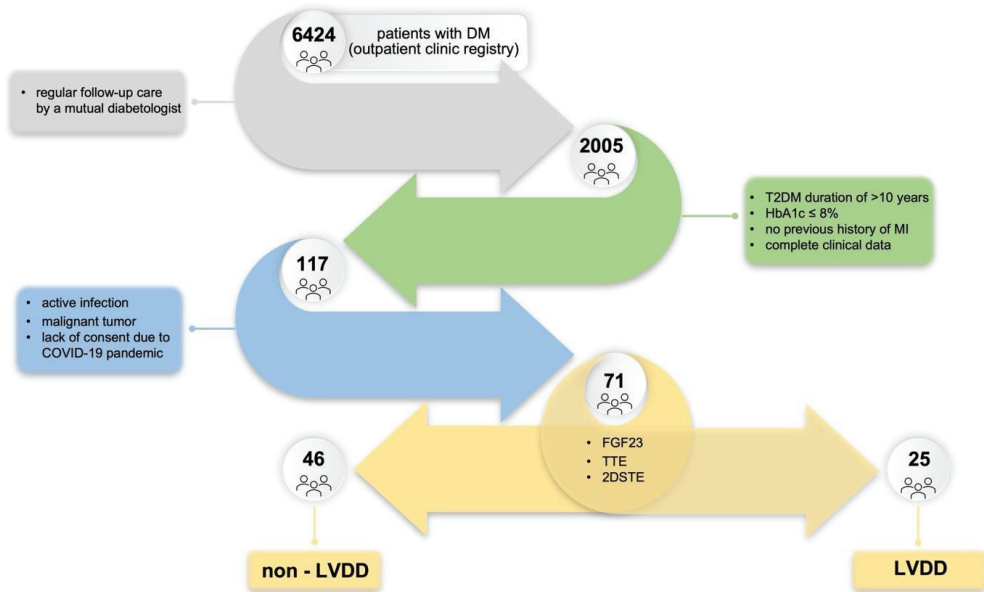 6424
patients with DM
(outpatient clinic registry)
• regular follow-up care
by a mutual diabetologist
2005
• T2DM duration of >10 years
• HbA1c ≤ 8%
• no previous history of MI
• complete clinical data
117
• active infection
• malignant tumor
• lack of consent due to
COVID-19 pandemic
71
• FGF23
• TTE
• 2DSTE
46
25
non - LVDD
LVDD